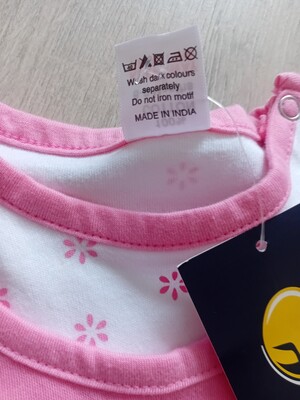 Wash dark colours
separately
Do not iron motif
MADE IN INDIA